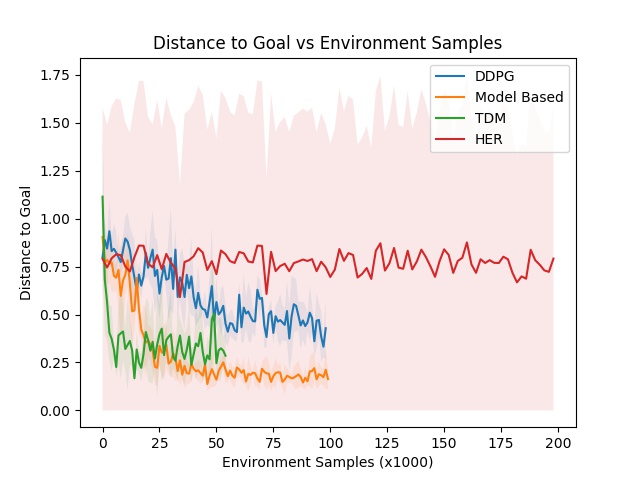 Distance to Goal vs Environment Samples
1.75
1.50
1.25
1.00
0.75
0.50
0.25
0.00
Distance to Goal
DDPG
Model Based
TDM
HER
0
25
50
75
100
125
150
175
200
Environment Samples (x1000)